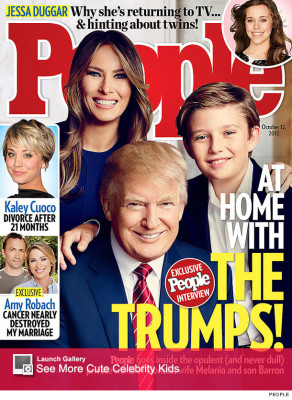 JESSA DUGGAR Why she's returning to TV...
& hinting about twins!
People
October 12,
2015
Kaley Cuoco
DIVORCE AFTER
21 MONTHS
EXCLUSIVE:
Amy Robach
CANCER NEARLY
DESTROYED
MY MARRIAGE
AT
HOME
WITH
THE
TRUMPS!
EXCLUSIVE
People
INTERVIEW
People goes inside the opulent (and never dull)
wife Melania and son Barron
Launch Gallery
See More Cute Celebrity Kids
PEOPLE